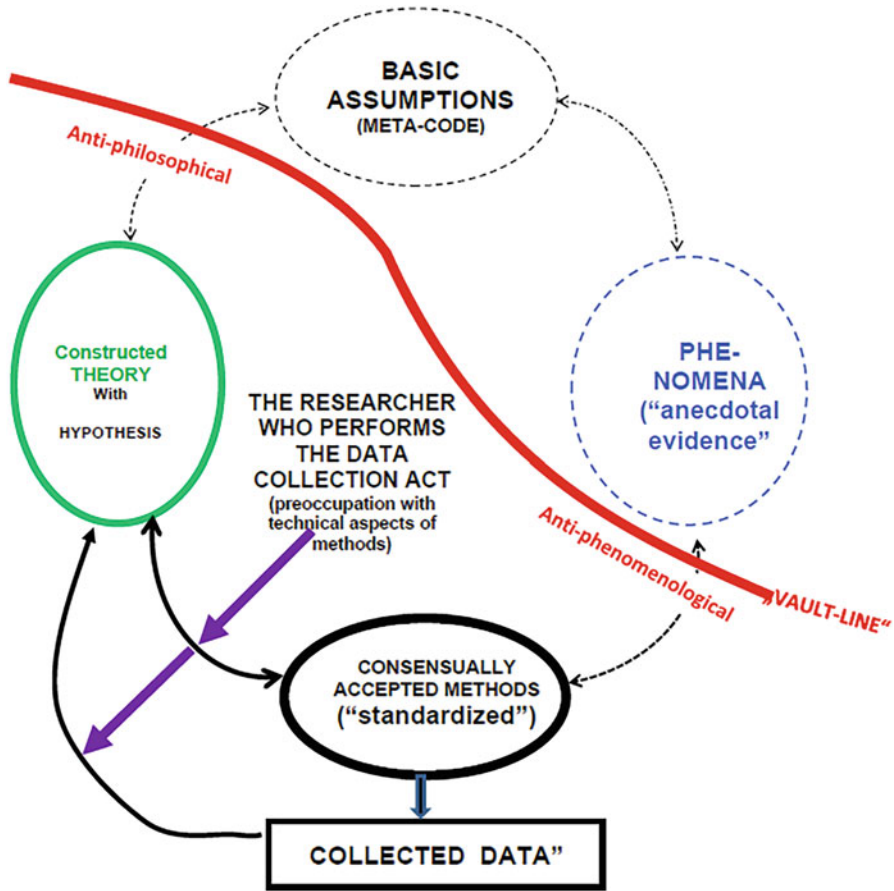 BASIC
ASSUMPTIONS
(META-CODE)
Anti-philosophical
Constructed
THEORY
With
HYPOTHESIS
THE RESEARCHER
WHO PERFORMS
THE DATA
COLLECTION ACT
(preoccupation with
technical aspects of
methods)
PHE-
NOMENA
(“anecdotal
evidence”
Anti-phenomenological
„VAULT-LINE“
CONSENSUALLY
ACCEPTED METHODS
(“standardized”)
COLLECTED DATA”